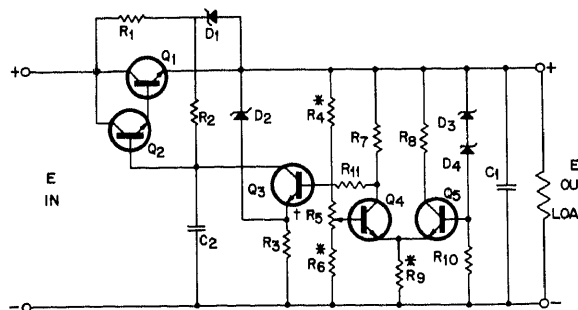 R1
D1
Q1
+
+
Q2
R2
D2
*
R4
R7
R8
D3
D4
E
IN
Q3
R11
Q4
Q5
C1
E
OU
LOA
†
R5
C2
R3
*
R6
*
R9
R10
−
−